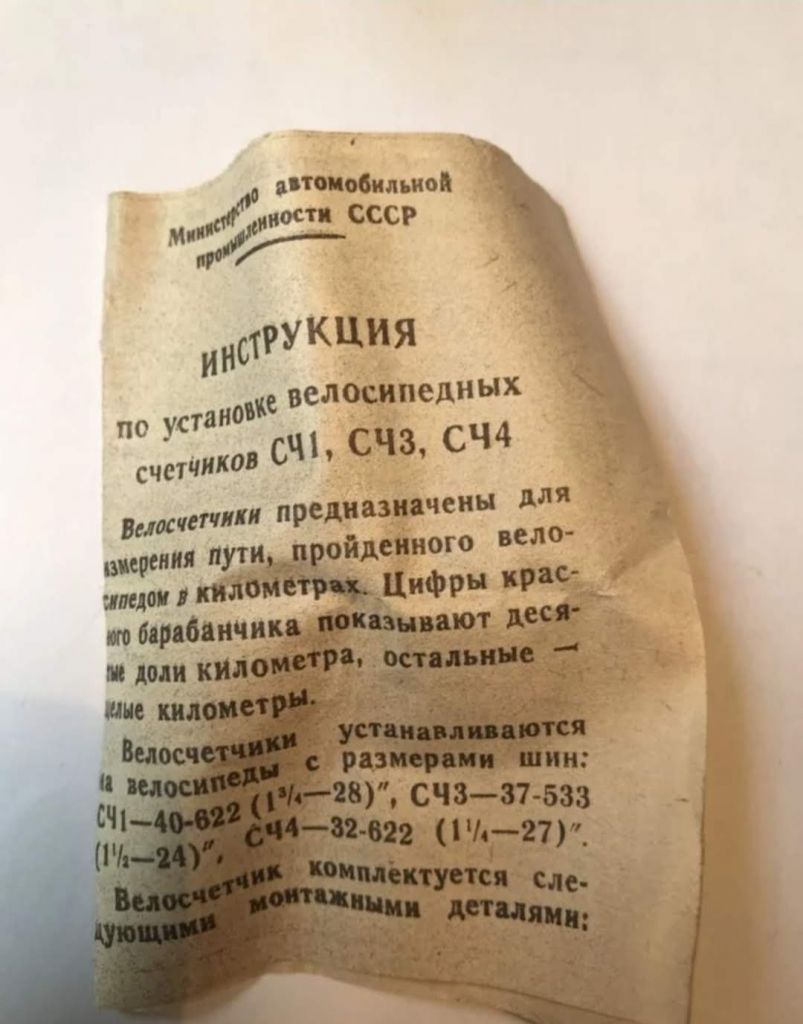 Министерство автомобильной
промышленности СССР
ИНСТРУКЦИЯ
по установке велосипедных
счетчиков СЧ1, СЧ3, СЧ4
Велосчетчики предназначены для
измерения пути, пройденного вело-
сипедом в километрах. Цифры крас-
ного барабанчика показывают деся-
тые доли километра, остальные —
целые километры.
Велосчетчики устанавливаются
на велосипеды с размерами шин:
СЧ1—40-622 (1³/₄—28)″, СЧ3—37-533
(1¹/₂—24)″, СЧ4—32-622 (1¹/₄—27)″.
Велосчетчик комплектуется сле-
дующими монтажными деталями: